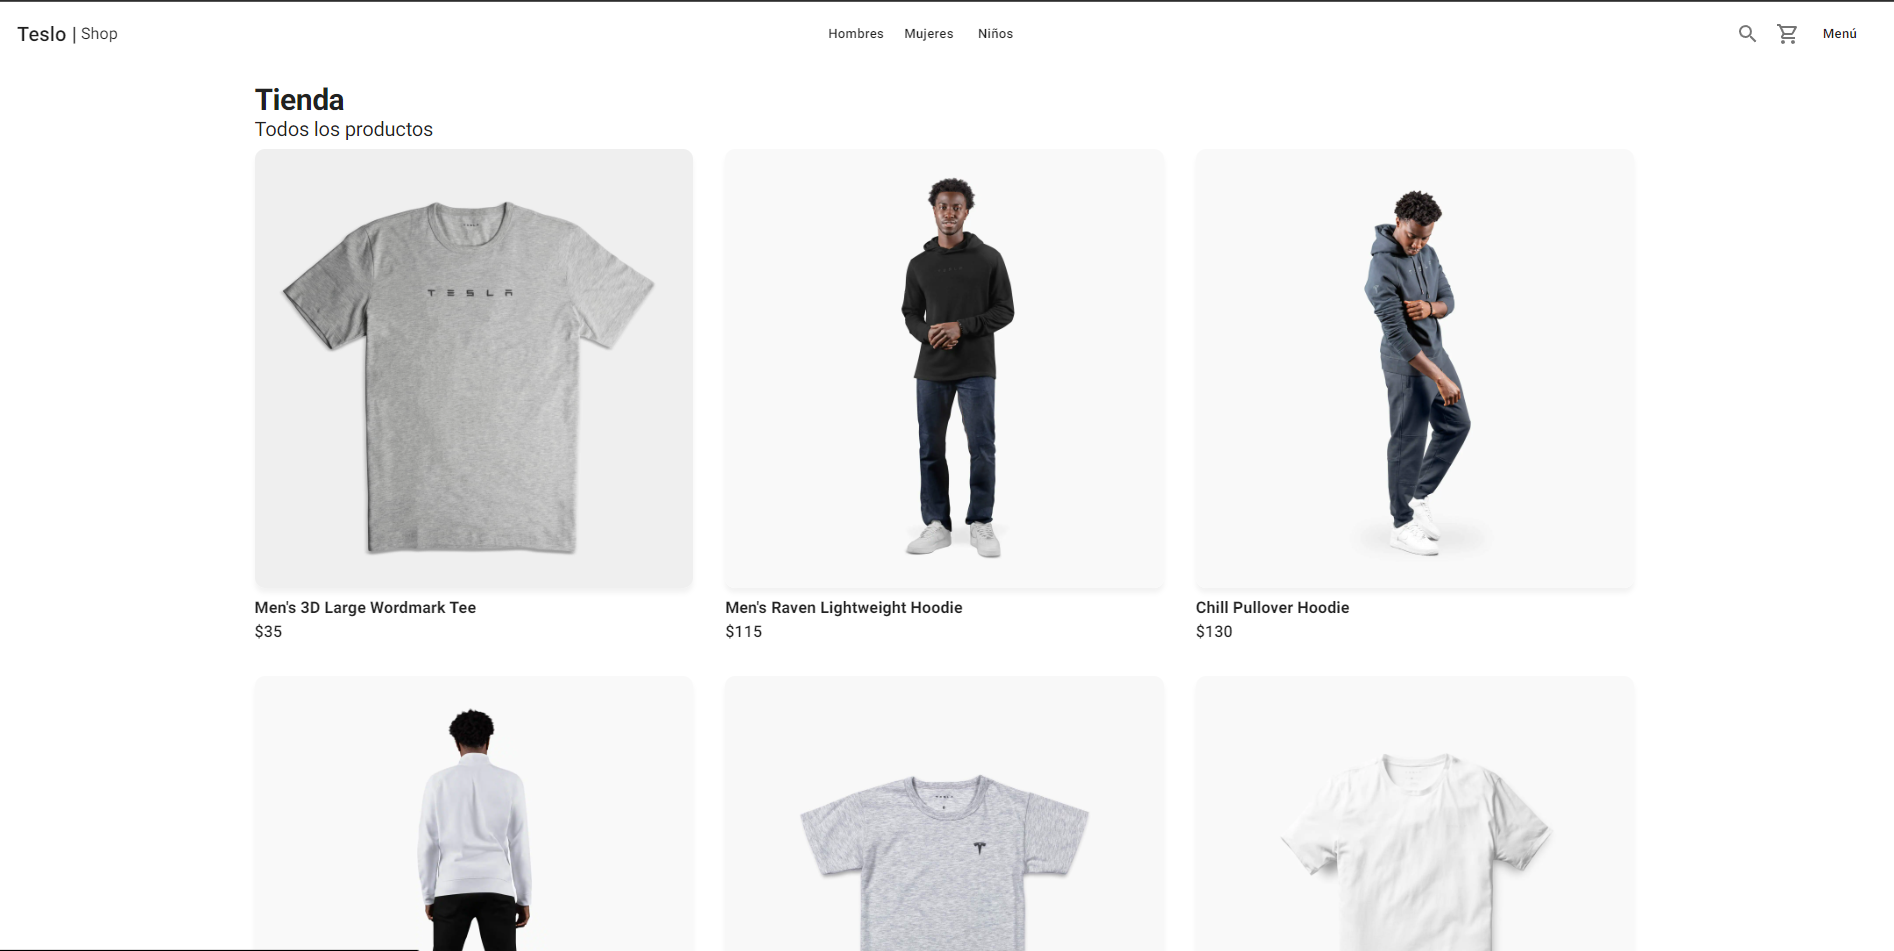 Teslo | Shop
Hombres Mujeres Niños
Menú
Tienda
Todos los productos
TESLA
Men's 3D Large Wordmark Tee
$35
Men's Raven Lightweight Hoodie
$115
Chill Pullover Hoodie
$130